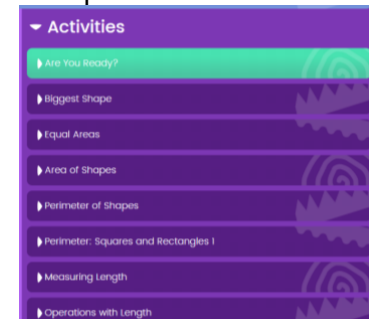 Activities
Are You Ready?
Biggest Shape
Equal Areas
Area of Shapes
Perimeter of Shapes
Perimeter: Squares and Rectangles I
Measuring Length
Operations with Length